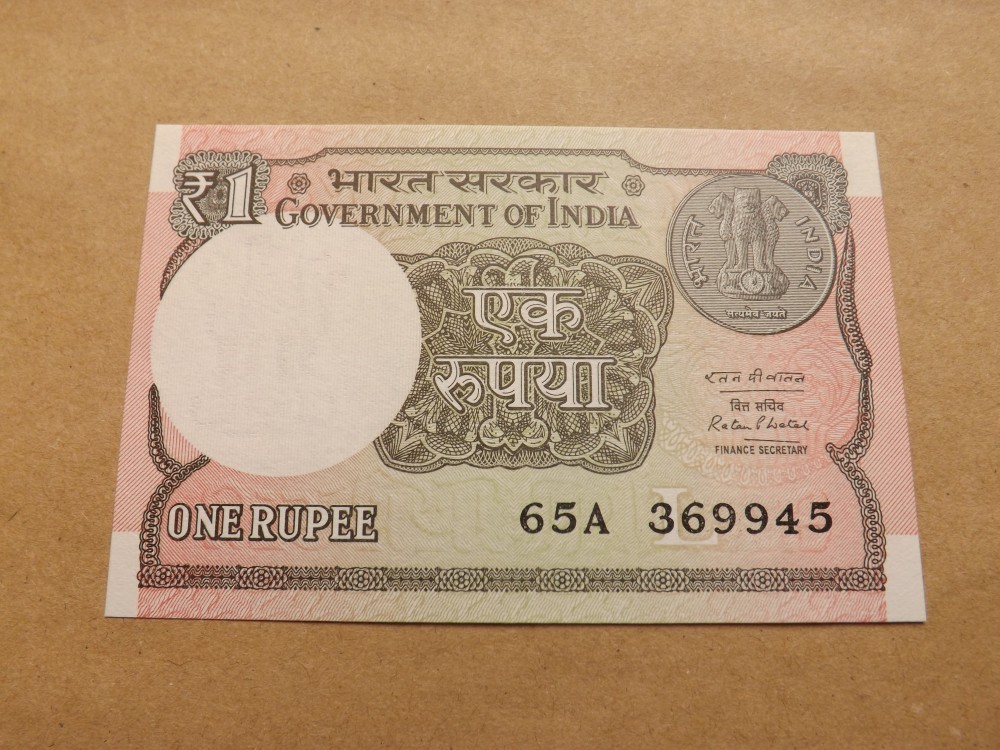 ₹1
भारत सरकार
GOVERNMENT OF INDIA
भारत
INDIA
सत्यमेव जयते
एक
रुपया
रतन पी वातल
वित्त सचिव
Ratan P Watal
FINANCE SECRETARY
L
ONE RUPEE
65A 369945